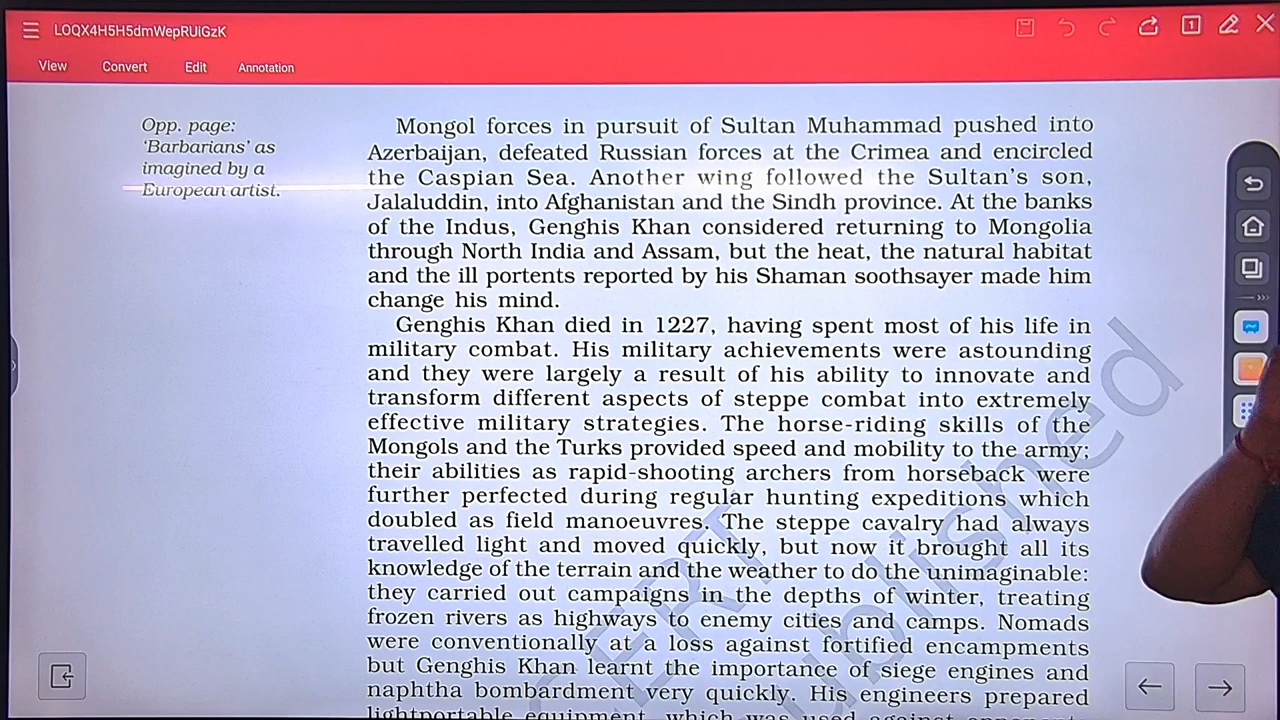 LOQX4H5H5dmWepRUiGzK
1
View Convert Edit Annotation
Opp. page:
‘Barbarians’ as
imagined by a
European artist.
Mongol forces in pursuit of Sultan Muhammad pushed into
Azerbaijan, defeated Russian forces at the Crimea and encircled
the Caspian Sea. Another wing followed the Sultan’s son,
Jalaluddin, into Afghanistan and the Sindh province. At the banks
of the Indus, Genghis Khan considered returning to Mongolia
through North India and Assam, but the heat, the natural habitat
and the ill portents reported by his Shaman soothsayer made him
change his mind.
Genghis Khan died in 1227, having spent most of his life in
military combat. His military achievements were astounding
and they were largely a result of his ability to innovate and
transform different aspects of steppe combat into extremely
effective military strategies. The horse-riding skills of the
Mongols and the Turks provided speed and mobility to the army;
their abilities as rapid-shooting archers from horseback were
further perfected during regular hunting expeditions which
doubled as field manoeuvres. The steppe cavalry had always
travelled light and moved quickly, but now it brought all its
knowledge of the terrain and the weather to do the unimaginable:
they carried out campaigns in the depths of winter, treating
frozen rivers as highways to enemy cities and camps. Nomads
were conventionally at a loss against fortified encampments
but Genghis Khan learnt the importance of siege engines and
naphtha bombardment very quickly. His engineers prepared
lightportable equipment, which was used against